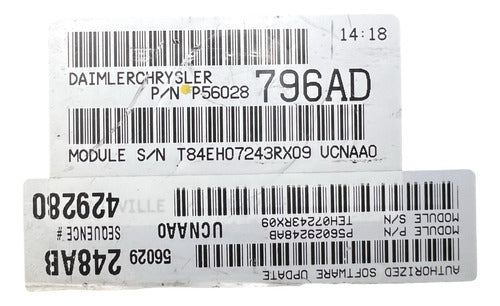 14:18
DAIMLERCHRYSLER
P/N P56028 796AD
MODULE S/N T84EH07243RX09 UCNAA0
AUTHORIZED SOFTWARE UPDATE
MODULE P/N P56029248AB
MODULE S/N TEH07243RX09
56029 248AB
UCNAA0
SEQUENCE # 429280
VILLE